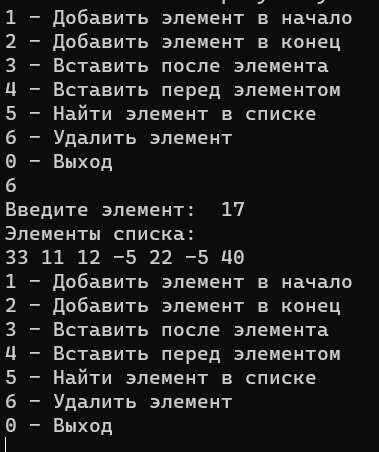 1 – Добавить элемент в начало
2 – Добавить элемент в конец
3 – Вставить после элемента
4 – Вставить перед элементом
5 – Найти элемент в списке
6 – Удалить элемент
0 – Выход
6
Введите элемент:  17
Элементы списка:
33 11 12 -5 22 -5 40
1 – Добавить элемент в начало
2 – Добавить элемент в конец
3 – Вставить после элемента
4 – Вставить перед элементом
5 – Найти элемент в списке
6 – Удалить элемент
0 – Выход